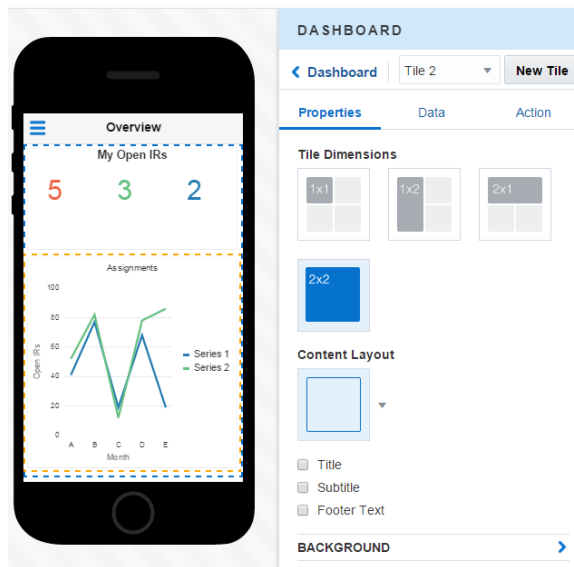 DASHBOARD
Dashboard
Tile 2
New Tile
Properties
Data
Action
Tile Dimensions
1x1
1x2
2x1
2x2
Content Layout
Title
Subtitle
Footer Text
BACKGROUND
Overview
My Open IRs
5 3 2
Assignments
100
80
60
40
20
0
Open IRs
A B C D E
Month
Series 1
Series 2